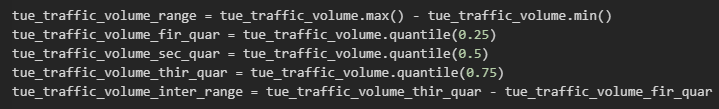 tue_traffic_volume_range = tue_traffic_volume.max() - tue_traffic_volume.min()
tue_traffic_volume_fir_quar = tue_traffic_volume.quantile(0.25)
tue_traffic_volume_sec_quar = tue_traffic_volume.quantile(0.5)
tue_traffic_volume_thir_quar = tue_traffic_volume.quantile(0.75)
tue_traffic_volume_inter_range = tue_traffic_volume_thir_quar - tue_traffic_volume_fir_quar